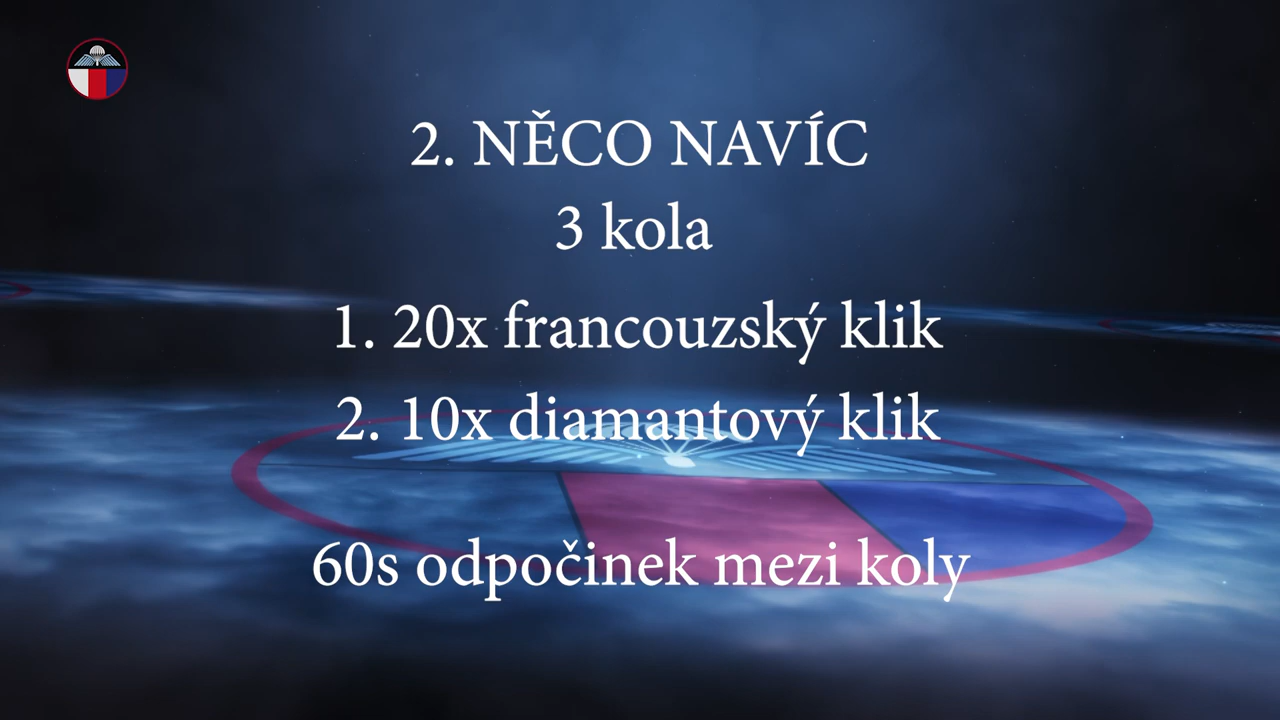 2. NĚCO NAVÍC
3 kola
1. 20x francouzský klik
2. 10x diamantový klik
60s odpočinek mezi koly